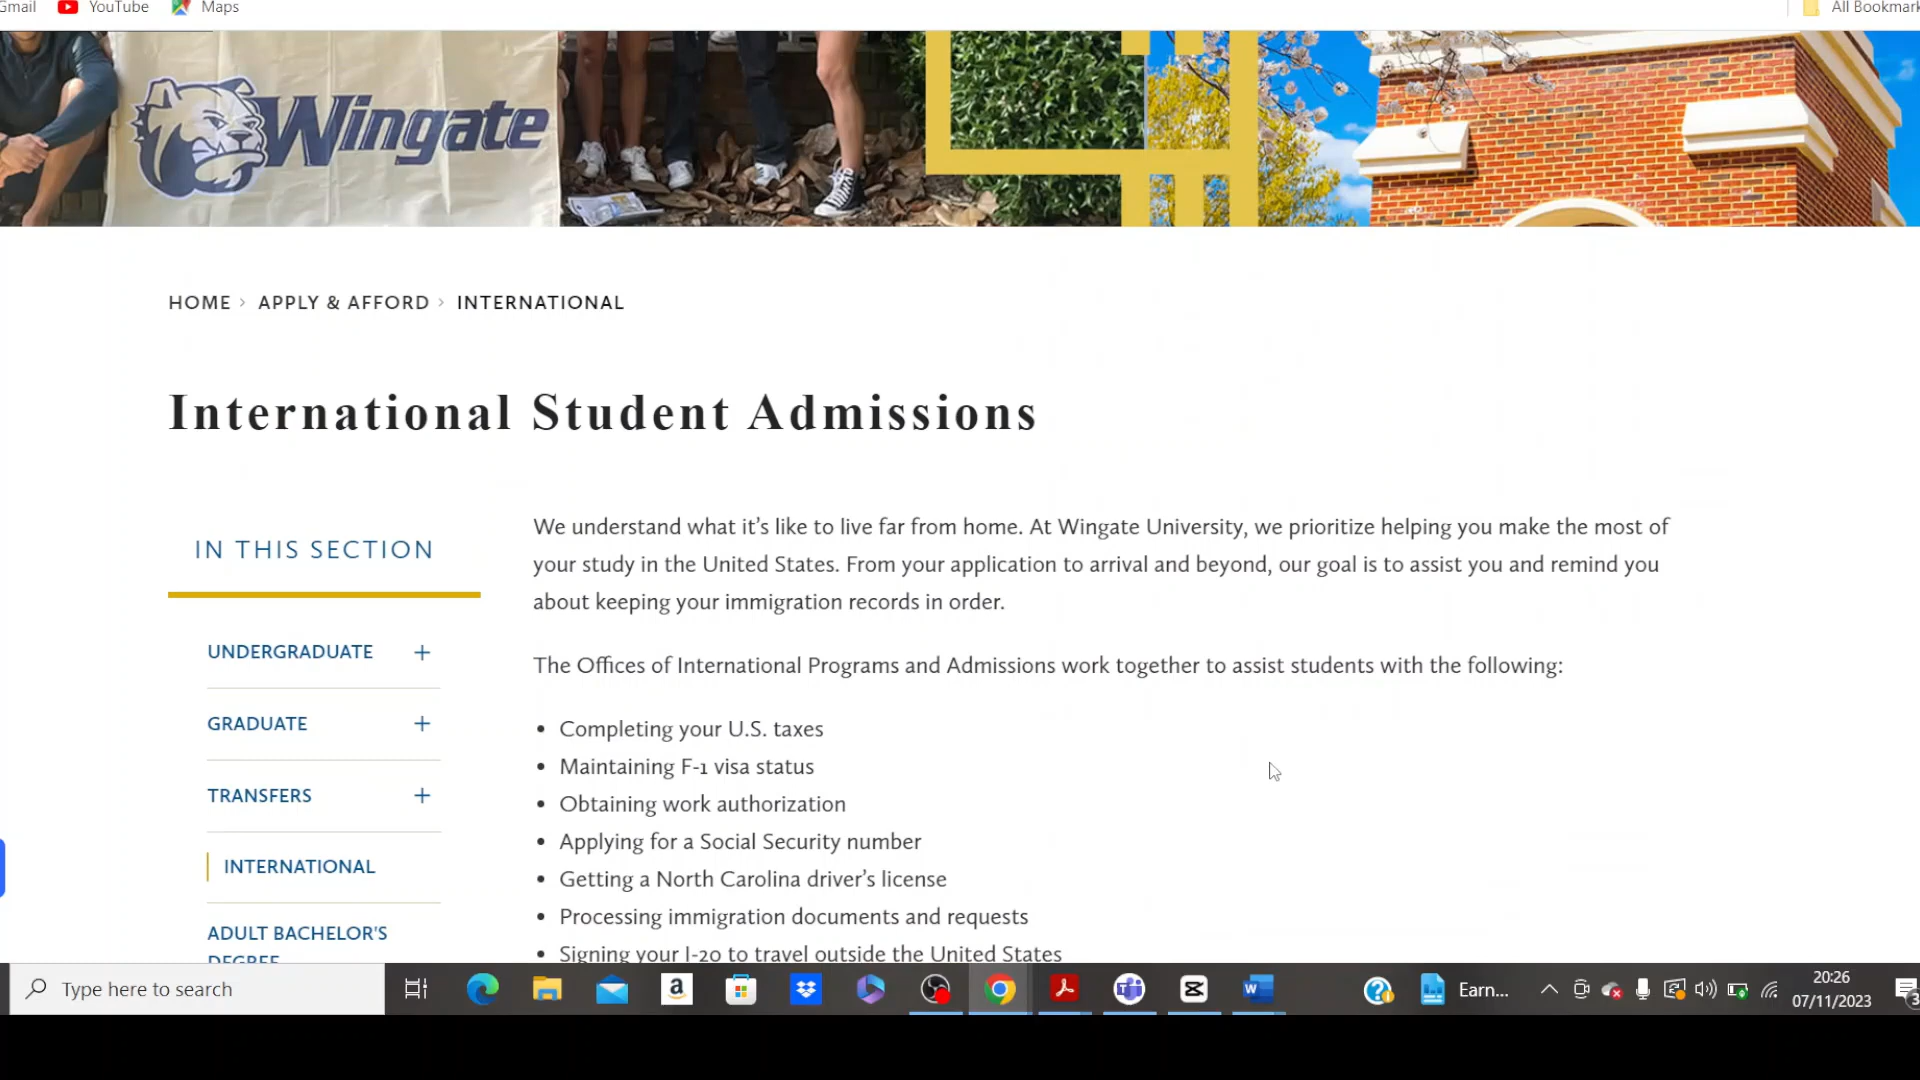 Gmail YouTube Maps All Bookmark
Wingate
HOME > APPLY & AFFORD > INTERNATIONAL
International Student Admissions
IN THIS SECTION
UNDERGRADUATE +
GRADUATE +
TRANSFERS +
INTERNATIONAL
ADULT BACHELOR'S
DEGREE
We understand what it’s like to live far from home. At Wingate University, we prioritize helping you make the most of
your study in the United States. From your application to arrival and beyond, our goal is to assist you and remind you
about keeping your immigration records in order.
The Offices of International Programs and Admissions work together to assist students with the following:
• Completing your U.S. taxes
• Maintaining F-1 visa status
• Obtaining work authorization
• Applying for a Social Security number
• Getting a North Carolina driver’s license
• Processing immigration documents and requests
• Signing your I-20 to travel outside the United States
Type here to search
Earn...
20:26
07/11/2023
3